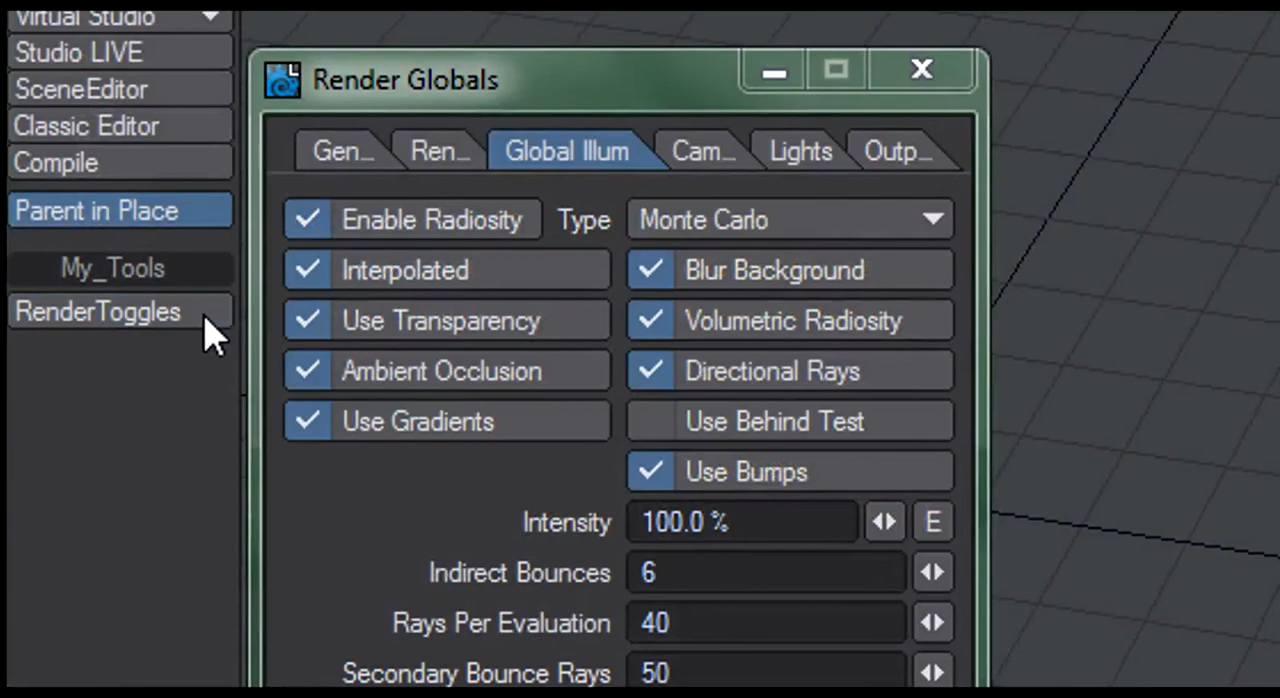 Virtual Studio
Studio LIVE
SceneEditor
Classic Editor
Compile
Parent in Place
My_Tools
RenderToggles
Render Globals
Gen... Ren... Global Illum Cam... Lights Outp...
Enable Radiosity Type Monte Carlo
Interpolated Blur Background
Use Transparency Volumetric Radiosity
Ambient Occlusion Directional Rays
Use Gradients Use Behind Test
Use Bumps
Intensity 100.0 % E
Indirect Bounces 6
Rays Per Evaluation 40
Secondary Bounce Rays 50